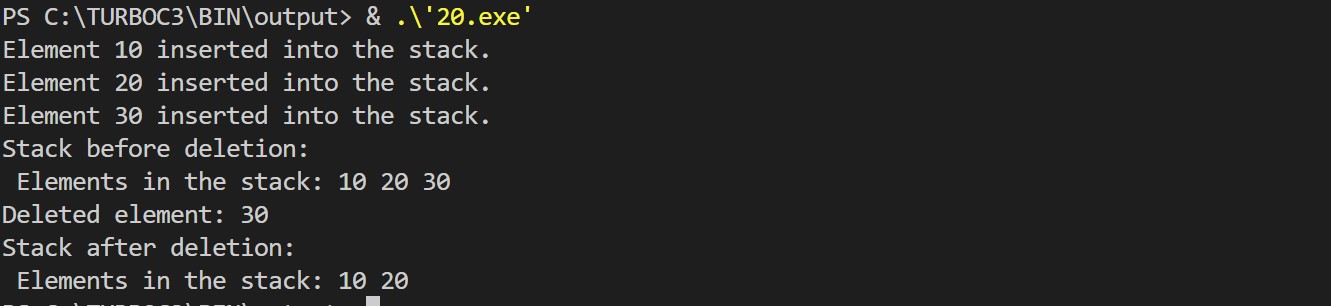 PS C:\TURBOC3\BIN\output> & .\'20.exe'
Element 10 inserted into the stack.
Element 20 inserted into the stack.
Element 30 inserted into the stack.
Stack before deletion:
 Elements in the stack: 10 20 30
Deleted element: 30
Stack after deletion:
 Elements in the stack: 10 20